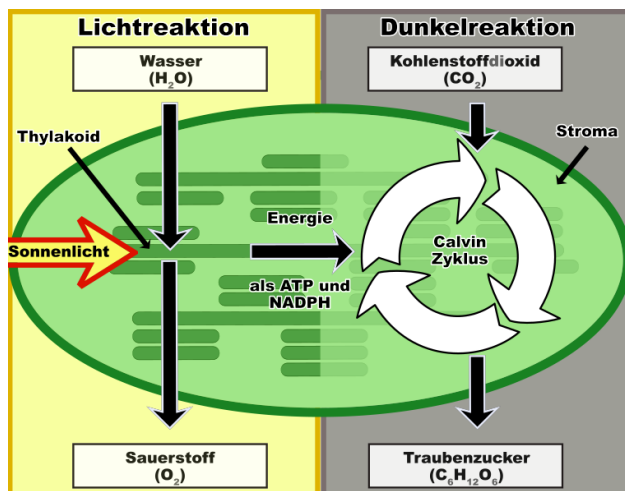 Lichtreaktion
Dunkelreaktion
Wasser
(H₂O)
Kohlenstoffdioxid
(CO₂)
Thylakoid
Stroma
Sonnenlicht
Energie
als ATP und
NADPH
Calvin
Zyklus
Sauerstoff
(O₂)
Traubenzucker
(C₆H₁₂O₆)